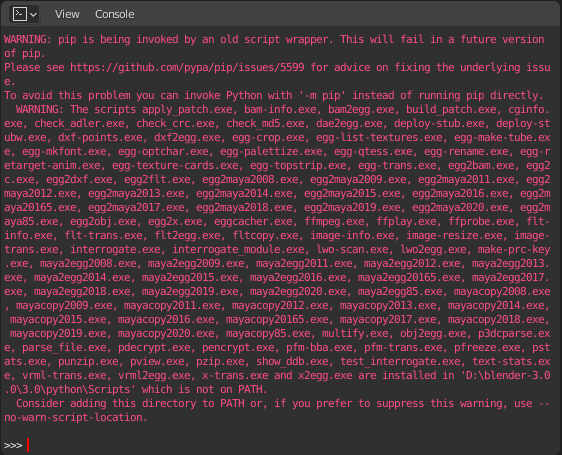 View Console
WARNING: pip is being invoked by an old script wrapper. This will fail in a future version
of pip.
Please see https://github.com/pypa/pip/issues/5599 for advice on fixing the underlying issu
e.
To avoid this problem you can invoke Python with '-m pip' instead of running pip directly.
  WARNING: The scripts apply_patch.exe, bam-info.exe, bam2egg.exe, build_patch.exe, cginfo.
exe, check_adler.exe, check_crc.exe, check_md5.exe, dae2egg.exe, deploy-stub.exe, deploy-st
ubw.exe, dxf-points.exe, dxf2egg.exe, egg-crop.exe, egg-list-textures.exe, egg-make-tube.ex
e, egg-mkfont.exe, egg-optchar.exe, egg-palettize.exe, egg-qtess.exe, egg-rename.exe, egg-r
etarget-anim.exe, egg-texture-cards.exe, egg-topstrip.exe, egg-trans.exe, egg2bam.exe, egg2
c.exe, egg2dxf.exe, egg2flt.exe, egg2maya2008.exe, egg2maya2009.exe, egg2maya2011.exe, egg2
maya2012.exe, egg2maya2013.exe, egg2maya2014.exe, egg2maya2015.exe, egg2maya2016.exe, egg2m
aya20165.exe, egg2maya2017.exe, egg2maya2018.exe, egg2maya2019.exe, egg2maya2020.exe, egg2m
aya85.exe, egg2obj.exe, egg2x.exe, eggcacher.exe, ffmpeg.exe, ffplay.exe, ffprobe.exe, flt-
info.exe, flt-trans.exe, flt2egg.exe, fltcopy.exe, image-info.exe, image-resize.exe, image-
trans.exe, interrogate.exe, interrogate_module.exe, lwo-scan.exe, lwo2egg.exe, make-prc-key
.exe, maya2egg2008.exe, maya2egg2009.exe, maya2egg2011.exe, maya2egg2012.exe, maya2egg2013.
exe, maya2egg2014.exe, maya2egg2015.exe, maya2egg2016.exe, maya2egg20165.exe, maya2egg2017.
exe, maya2egg2018.exe, maya2egg2019.exe, maya2egg2020.exe, maya2egg85.exe, mayacopy2008.exe
, mayacopy2009.exe, mayacopy2011.exe, mayacopy2012.exe, mayacopy2013.exe, mayacopy2014.exe,
 mayacopy2015.exe, mayacopy2016.exe, mayacopy20165.exe, mayacopy2017.exe, mayacopy2018.exe,
 mayacopy2019.exe, mayacopy2020.exe, mayacopy85.exe, multify.exe, obj2egg.exe, p3dcparse.ex
e, parse_file.exe, pdecrypt.exe, pencrypt.exe, pfm-bba.exe, pfm-trans.exe, pfreeze.exe, pst
ats.exe, punzip.exe, pview.exe, pzip.exe, show_ddb.exe, test_interrogate.exe, text-stats.ex
e, vrml-trans.exe, vrml2egg.exe, x-trans.exe and x2egg.exe are installed in 'D:\blender-3.0
.0\3.0\python\Scripts' which is not on PATH.
  Consider adding this directory to PATH or, if you prefer to suppress this warning, use --
no-warn-script-location.
>>>